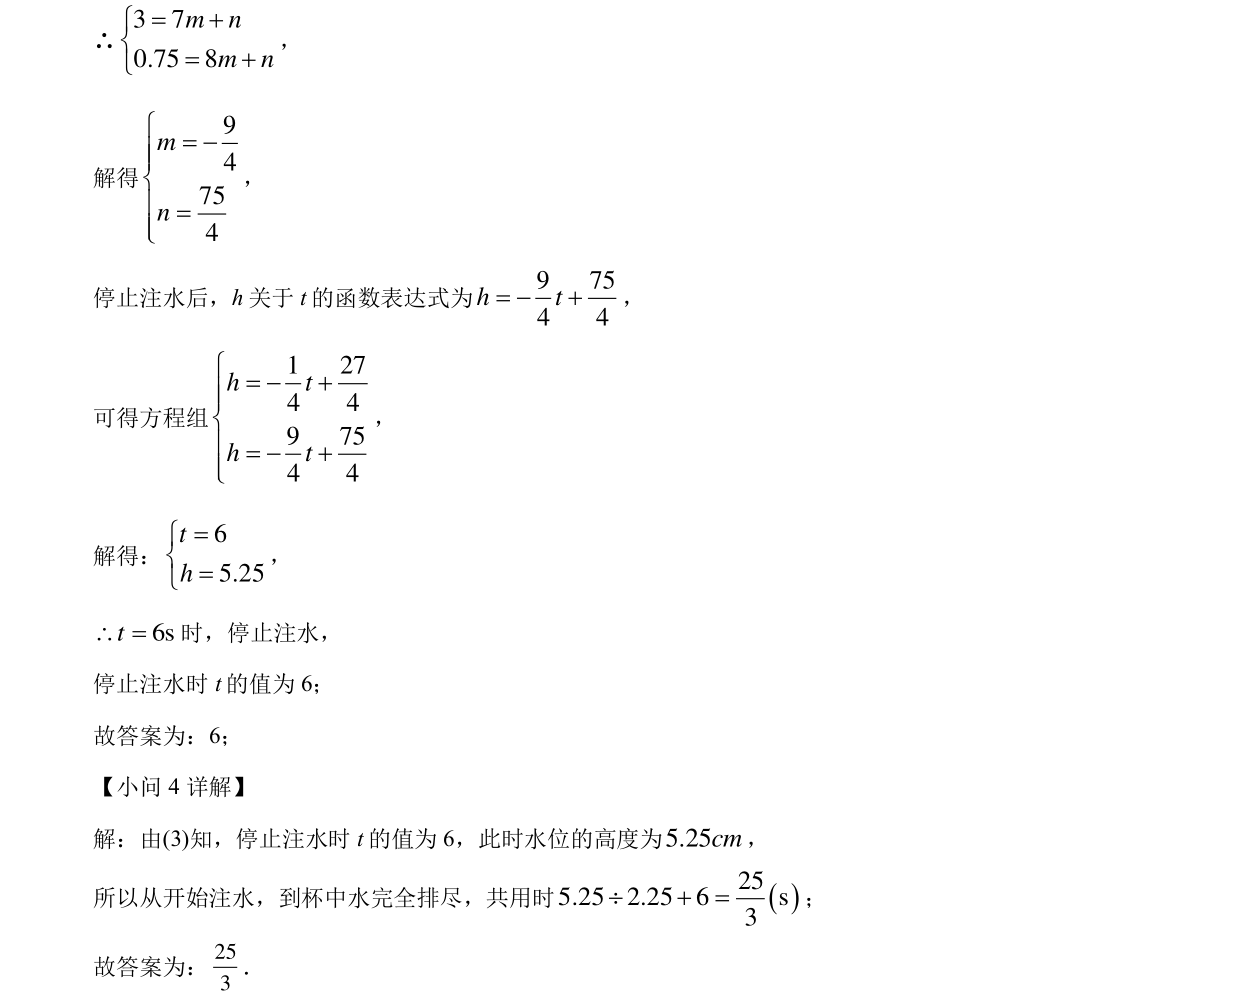 ∴ { 3 = 7m + n
0.75 = 8m + n ，
解得 { m = −9/4
n = 75/4 ，
停止注水后，h 关于 t 的函数表达式为 h = −9/4 t + 75/4 ，
可得方程组 { h = −1/4 t + 27/4
h = −9/4 t + 75/4 ，
解得： { t = 6
h = 5.25 ，
∴t = 6s 时，停止注水，
停止注水时 t 的值为 6；
故答案为：6；
【小问 4 详解】
解：由(3)知，停止注水时 t 的值为 6，此时水位的高度为 5.25cm ，
所以从开始注水，到杯中水完全排尽，共用时 5.25 ÷ 2.25 + 6 = 25/3 (s) ；
故答案为： 25/3 ．